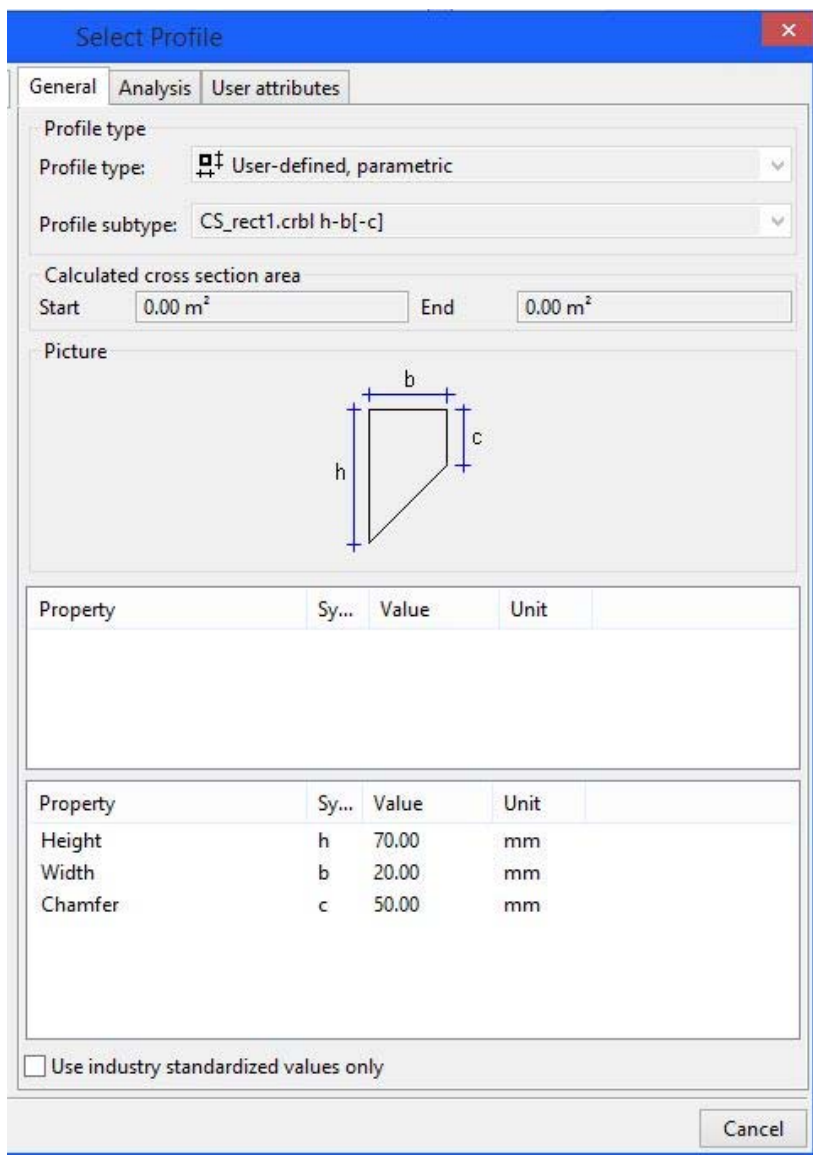 Select Profile
General Analysis User attributes
Profile type
Profile type: User-defined, parametric
Profile subtype: CS_rect1.crbl h-b[-c]
Calculated cross section area
Start 0.00 m² End 0.00 m²
Picture
b
c
h
Property Sy... Value Unit
Property Sy... Value Unit
Height h 70.00 mm
Width b 20.00 mm
Chamfer c 50.00 mm
Use industry standardized values only
Cancel